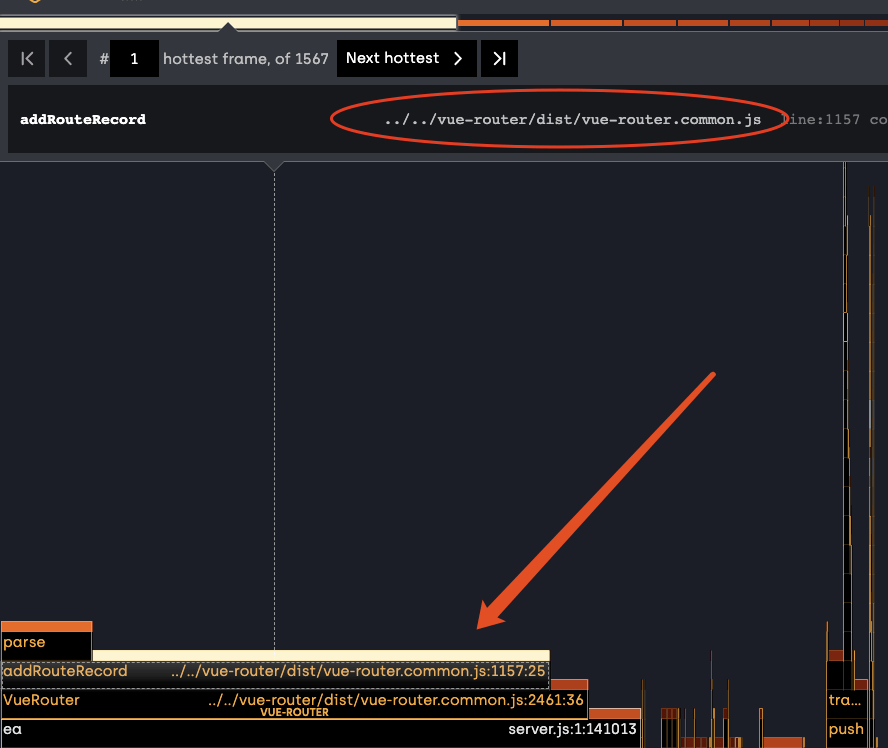 # 1 hottest frame, of 1567 Next hottest
addRouteRecord ../../vue-router/dist/vue-router.common.js line:1157 co
parse
addRouteRecord ../../vue-router/dist/vue-router.common.js:1157:25
VueRouter ../../vue-router/dist/vue-router.common.js:2461:36
VUE-ROUTER
tra...
ea server.js:1:141013
push